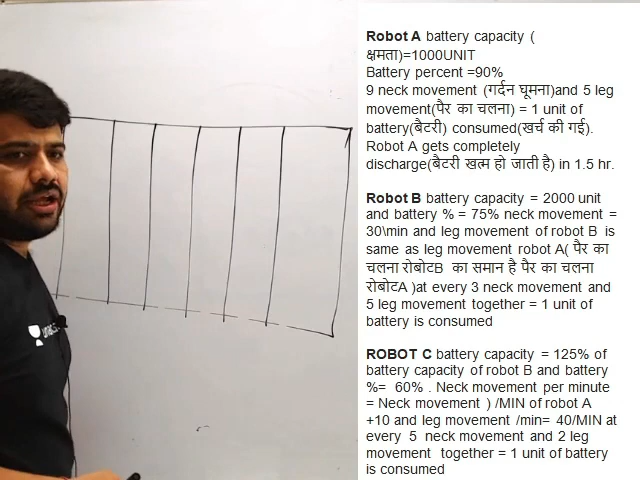 Robot A battery capacity (
क्षमता)=1000UNIT
Battery percent =90%
9 neck movement (गर्दन घूमना)and 5 leg
movement(पैर का चलना) = 1 unit of
battery(बैटरी) consumed(खर्च की गई).
Robot A gets completely
discharge(बैटरी खत्म हो जाती है) in 1.5 hr.
Robot B battery capacity = 2000 unit
and battery % = 75% neck movement =
30\min and leg movement of robot B is
same as leg movement robot A( पैर का
चलना रोबोटB का समान है पैर का चलना
रोबोटA )at every 3 neck movement and
5 leg movement together = 1 unit of
battery is consumed
ROBOT C battery capacity = 125% of
battery capacity of robot B and battery
%= 60% . Neck movement per minute
= Neck movement ) /MIN of robot A
+10 and leg movement /min= 40/MIN at
every 5 neck movement and 2 leg
movement together = 1 unit of battery
is consumed